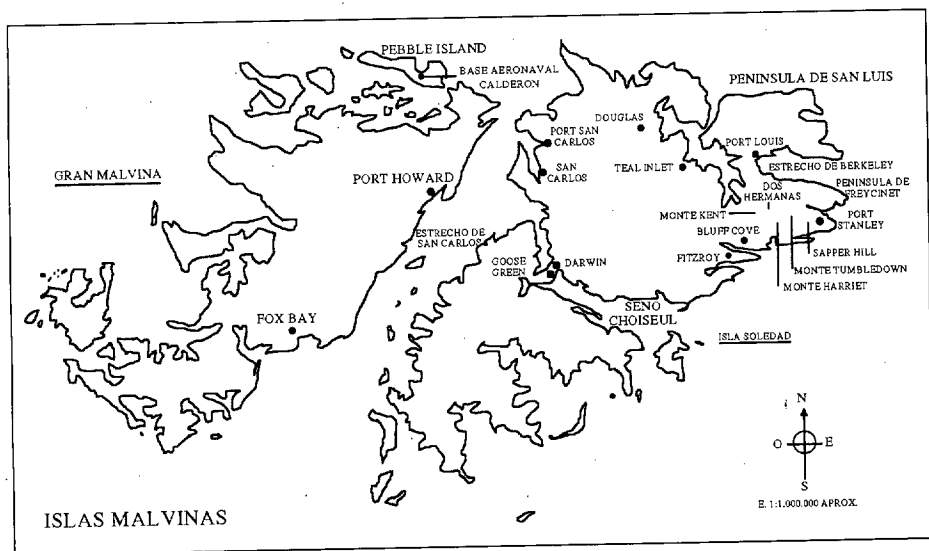 PEBBLE ISLAND
BASE AERONAVAL
CALDERON
PENINSULA DE SAN LUIS
DOUGLAS
PORT SAN
CARLOS
PORT LOUIS
ESTRECHO DE BERKELEY
SAN
CARLOS
TEAL INLET
GRAN MALVINA
PORT HOWARD
DOS
HERMANAS
PENINSULA DE
FREYCINET
MONTE KENT
PORT
STANLEY
ESTRECHO DE
SAN CARLOS
BLUFF COVE
SAPPER HILL
GOOSE
GREEN
DARWIN
FITZROY
MONTE TUMBLEDOWN
MONTE HARRIET
SENO
CHOISEUL
FOX BAY
ISLA SOLEDAD
N
O E
S
E. 1:1.000.000 APROX.
ISLAS MALVINAS